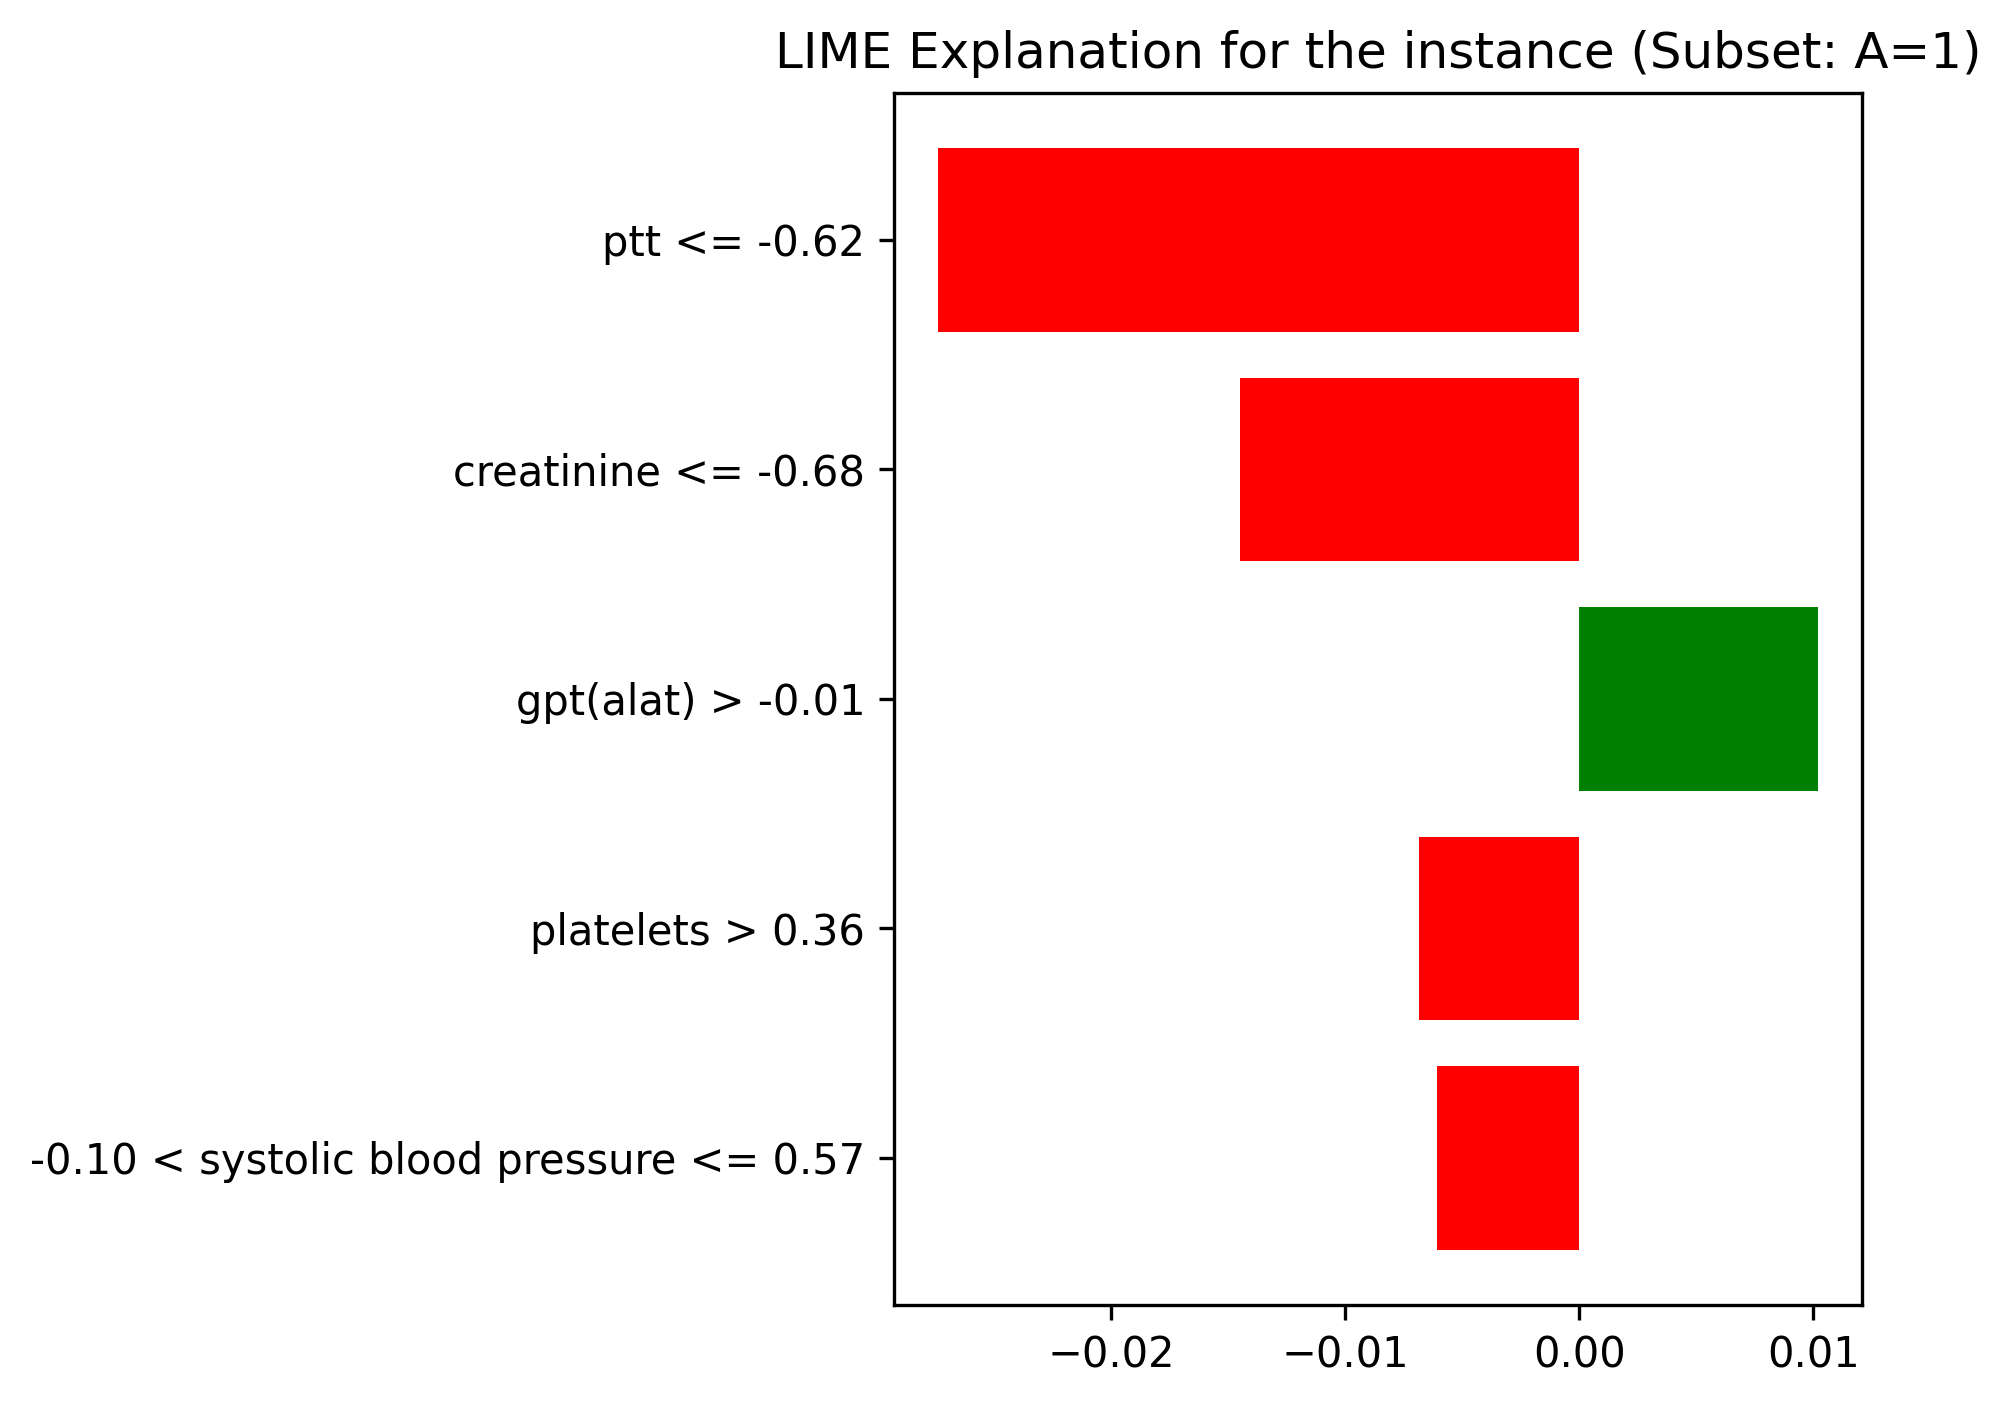 LIME Explanation for the instance (Subset: A=1)
ptt <= -0.62
creatinine <= -0.68
gpt(alat) > -0.01
platelets > 0.36
-0.10 < systolic blood pressure <= 0.57
−0.02 −0.01 0.00 0.01